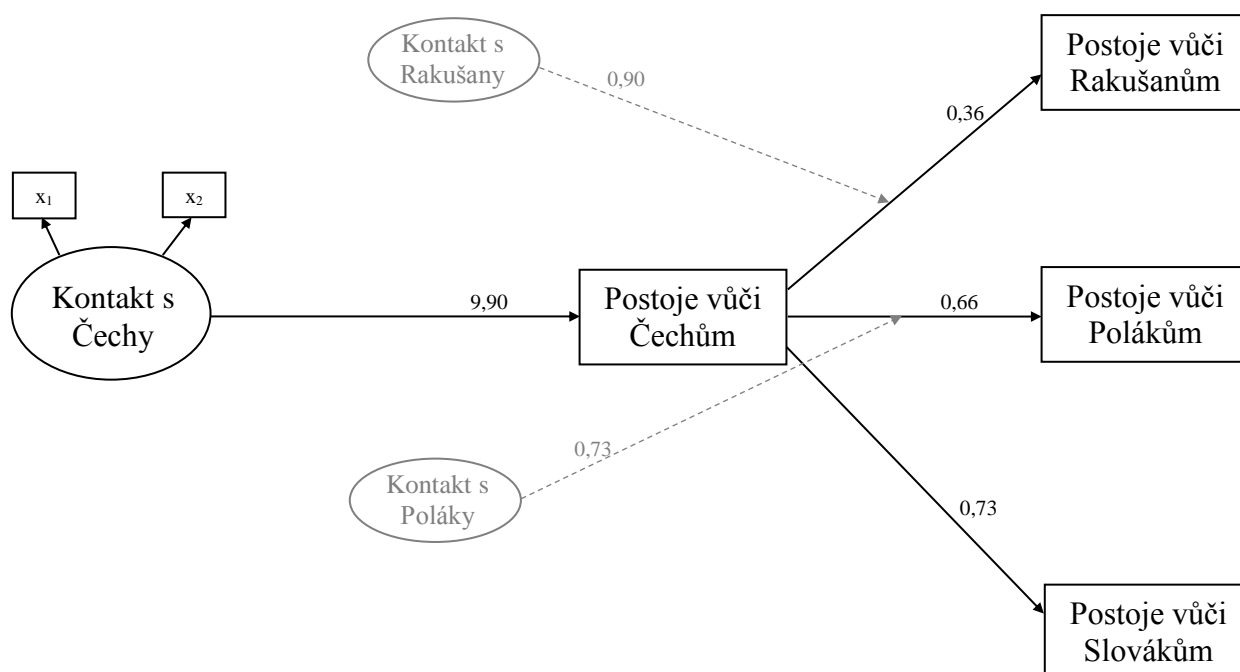 Kontakt s
Rakušany
0,90
Postoje vůči
Rakušanům
0,36
x₁
x₂
Kontakt s
Čechy
9,90
Postoje vůči
Čechům
0,66
Postoje vůči
Polákům
0,73
Kontakt s
Poláky
0,73
Postoje vůči
Slovákům